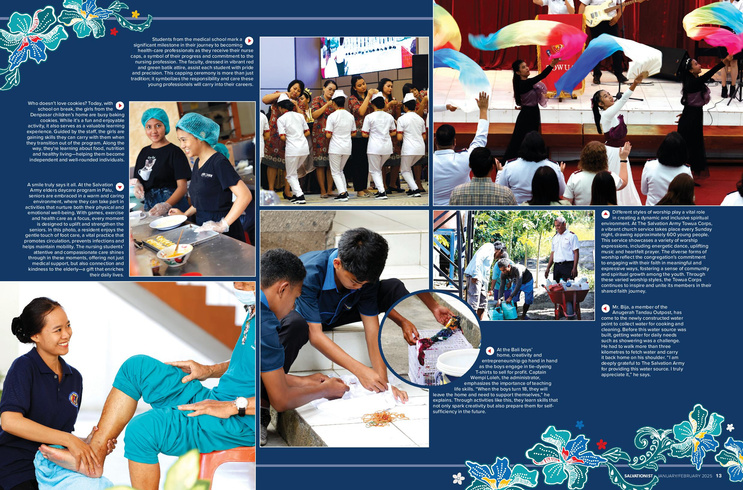 Students from the medical school mark a
significant milestone in their journey to becoming
health-care professionals as they receive their nurse
caps, a symbol of their progress and commitment to the
nursing profession. The faculty, dressed in vibrant red
and green batik attire, assist each student with pride
and precision. This capping ceremony is more than just
tradition; it symbolizes the responsibility and care these
young professionals will carry into their careers.
Who doesn't love cookies? Today, with
school on break, the girls from the
Denpasar children's home are busy baking
cookies. While it's a fun and enjoyable
activity, it also serves as a valuable learning
experience. Guided by the staff, the girls are
gaining skills they can carry with them when
they transition out of the program. Along the
way, they're learning about food, nutrition
and healthy living—helping them become
independent and well-rounded individuals.
A smile truly says it all. At the Salvation
Army elders daycare program in Palu,
seniors are embraced in a warm and caring
environment, where they can take part in
activities that nurture both their physical and
emotional well-being. With games, exercise
and health care as a focus, every moment
is designed to uplift and strengthen the
seniors. In this photo, a resident enjoys the
gentle touch of foot care, a vital practice that
promotes circulation, prevents infections and
helps maintain mobility. The nursing students'
attentive and compassionate care shines
through in these moments, offering not just
medical support, but also connection and
kindness to the elderly—a gift that enriches
their daily lives.
At the Bali boys'
home, creativity and
entrepreneurship go hand in hand
as the boys engage in tie-dyeing
T-shirts to sell for profit. Captain
Wempi Laleh, the administrator,
emphasizes the importance of teaching
life skills. "When the boys turn 18, they will
leave the home and need to support themselves," he
explains. Through activities like this, they learn skills that
not only spark creativity but also prepare them for self-
sufficiency in the future.
Different styles of worship play a vital role
in creating a dynamic and inclusive spiritual
environment. At The Salvation Army Towua Corps,
a vibrant church service takes place every Sunday
night, drawing approximately 600 young people.
This service showcases a variety of worship
expressions, including energetic dance, uplifting
music and heartfelt prayer. The diverse forms of
worship reflect the congregation's commitment
to engaging with their faith in meaningful and
expressive ways, fostering a sense of community
and spiritual growth among the youth. Through
these varied worship styles, the Towua Corps
continues to inspire and unite its members in their
shared faith journey.
Mr. Bija, a member of the
Anugerah Tandau Outpost, has
come to the newly constructed water
point to collect water for cooking and
cleaning. Before this water source was
built, getting water for daily needs
such as showering was a challenge.
He had to walk more than three
kilometres to fetch water and carry
it back home on his shoulder. "I am
deeply grateful to The Salvation Army
for providing this water source. I truly
appreciate it," he says.
SALVATIONIST JANUARY/FEBRUARY 2025 13